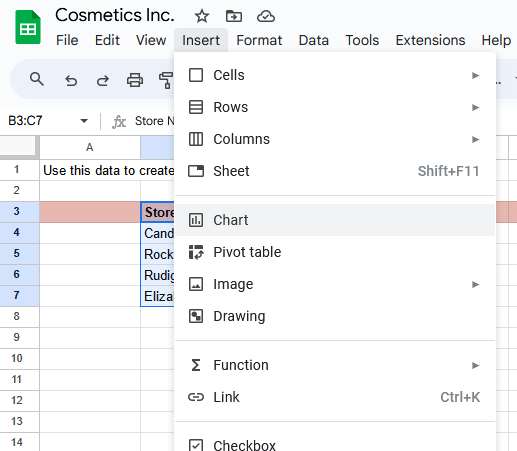 Cosmetics Inc.
File Edit View Insert Format Data Tools Extensions Help
B3:C7 fx Store N
A
1 Use this data to create
2
3 Store
4 Cand
5 Rock
6 Rudig
7 Eliza
8
9
10
11
12
13
14
Cells
Rows
Columns
Sheet Shift+F11
Chart
Pivot table
Image
Drawing
Σ Function
Link Ctrl+K
Checkbox